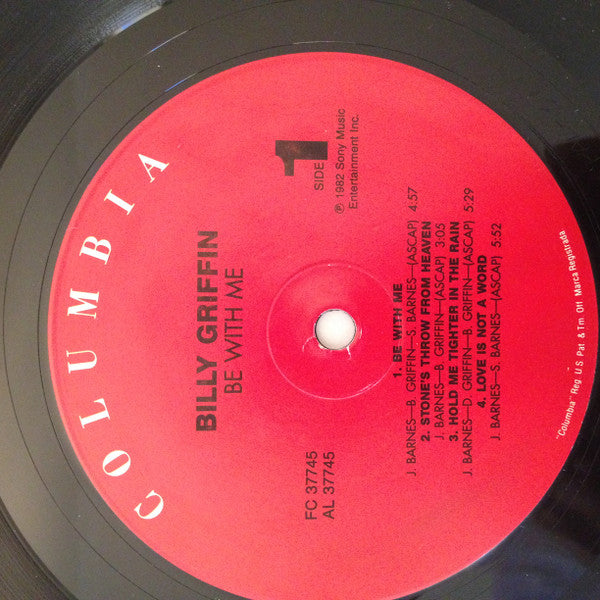 COLUMBIA
BILLY GRIFFIN
BE WITH ME
FC 37745
AL 37745
SIDE 1
℗ 1982 Sony Music
Entertainment Inc.
1. BE WITH ME
J. BARNES—B. GRIFFIN—S. BARNES—(ASCAP) 4:57
2. STONE'S THROW FROM HEAVEN
J. BARNES—B. GRIFFIN—(ASCAP) 3:05
3. HOLD ME TIGHTER IN THE RAIN
J. BARNES—D. GRIFFIN—B. GRIFFIN—(ASCAP) 5:29
4. LOVE IS NOT A WORD
J. BARNES—S. BARNES—(ASCAP) 5:52
"Columbia" Reg. U.S. Pat. & Tm. Off. Marca Registrada